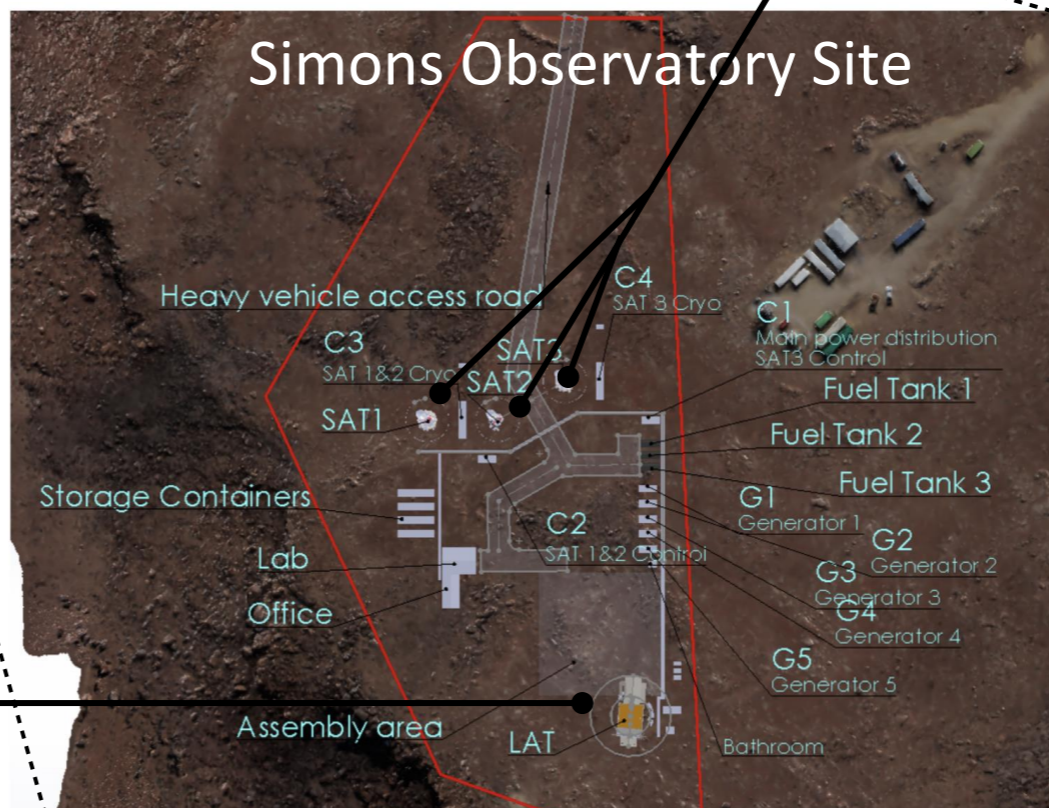 Simons Observatory Site
C4
SAT 3 Cryo
Heavy vehicle access road
C1
Main power distribution
SAT3 Control
C3
SAT 1&2 Cryo
SAT3
SAT2
Fuel Tank 1
SAT1
Fuel Tank 2
Storage Containers
Fuel Tank 3
G1
Generator 1
C2
SAT 1&2 Control
G2
Generator 2
Lab
G3
Generator 3
Office
G4
Generator 4
G5
Generator 5
Assembly area
LAT
Bathroom